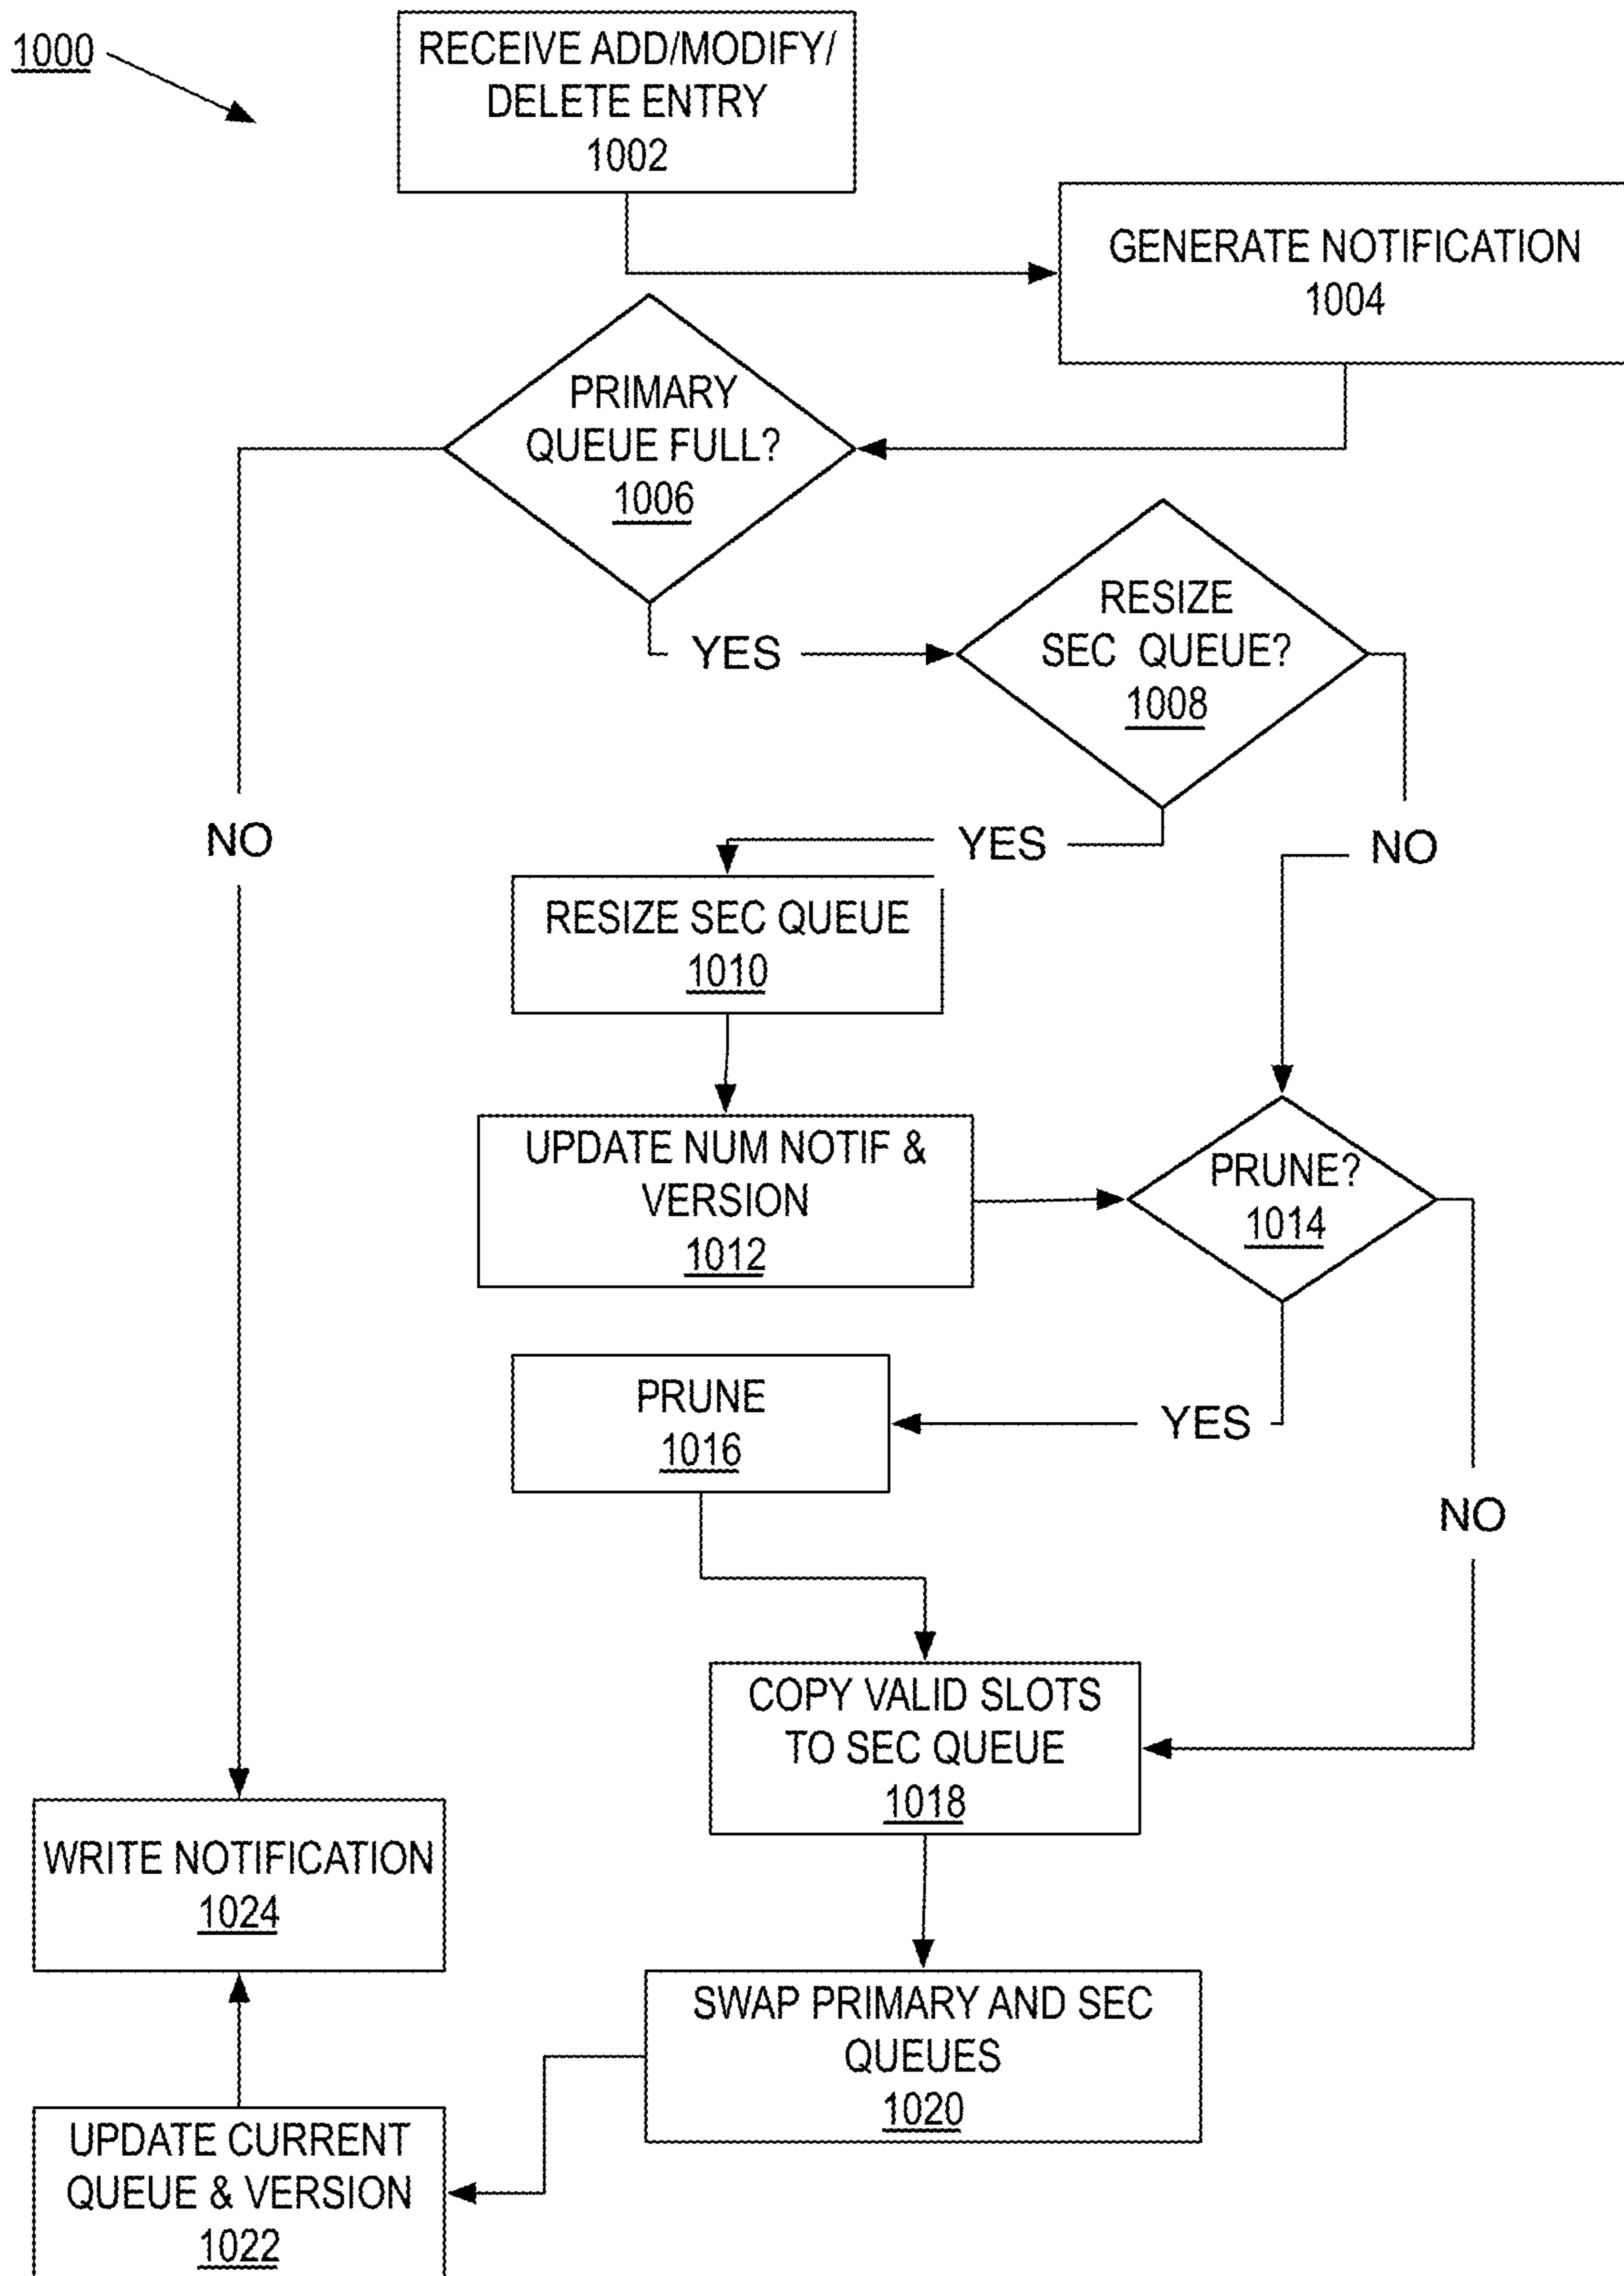 1000
RECEIVE ADD/MODIFY/
DELETE ENTRY
1002
GENERATE NOTIFICATION
1004
PRIMARY
QUEUE FULL?
1006
YES
RESIZE
SEC QUEUE?
1008
NO
YES
NO
RESIZE SEC QUEUE
1010
UPDATE NUM NOTIF &
VERSION
1012
PRUNE?
1014
PRUNE
1016
YES
NO
COPY VALID SLOTS
TO SEC QUEUE
1018
WRITE NOTIFICATION
1024
SWAP PRIMARY AND SEC
QUEUES
1020
UPDATE CURRENT
QUEUE & VERSION
1022